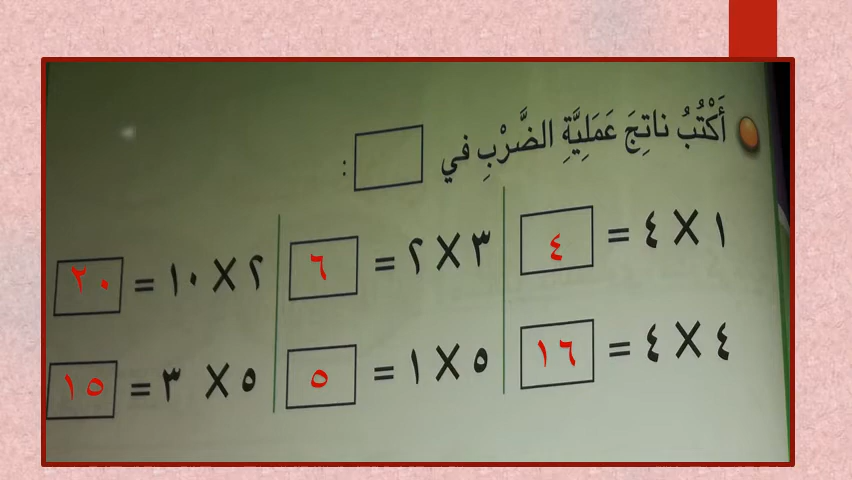 أَكْتُبُ ناتِجَ عَمَلِيَّةِ الضَّرْبِ في :
١ × ٤ = ٤ ٣ × ٢ = ٦ ٢ × ١٠ = ٢٠
٤ × ٤ = ١٦ ٥ × ١ = ٥ ٥ × ٣ = ١٥